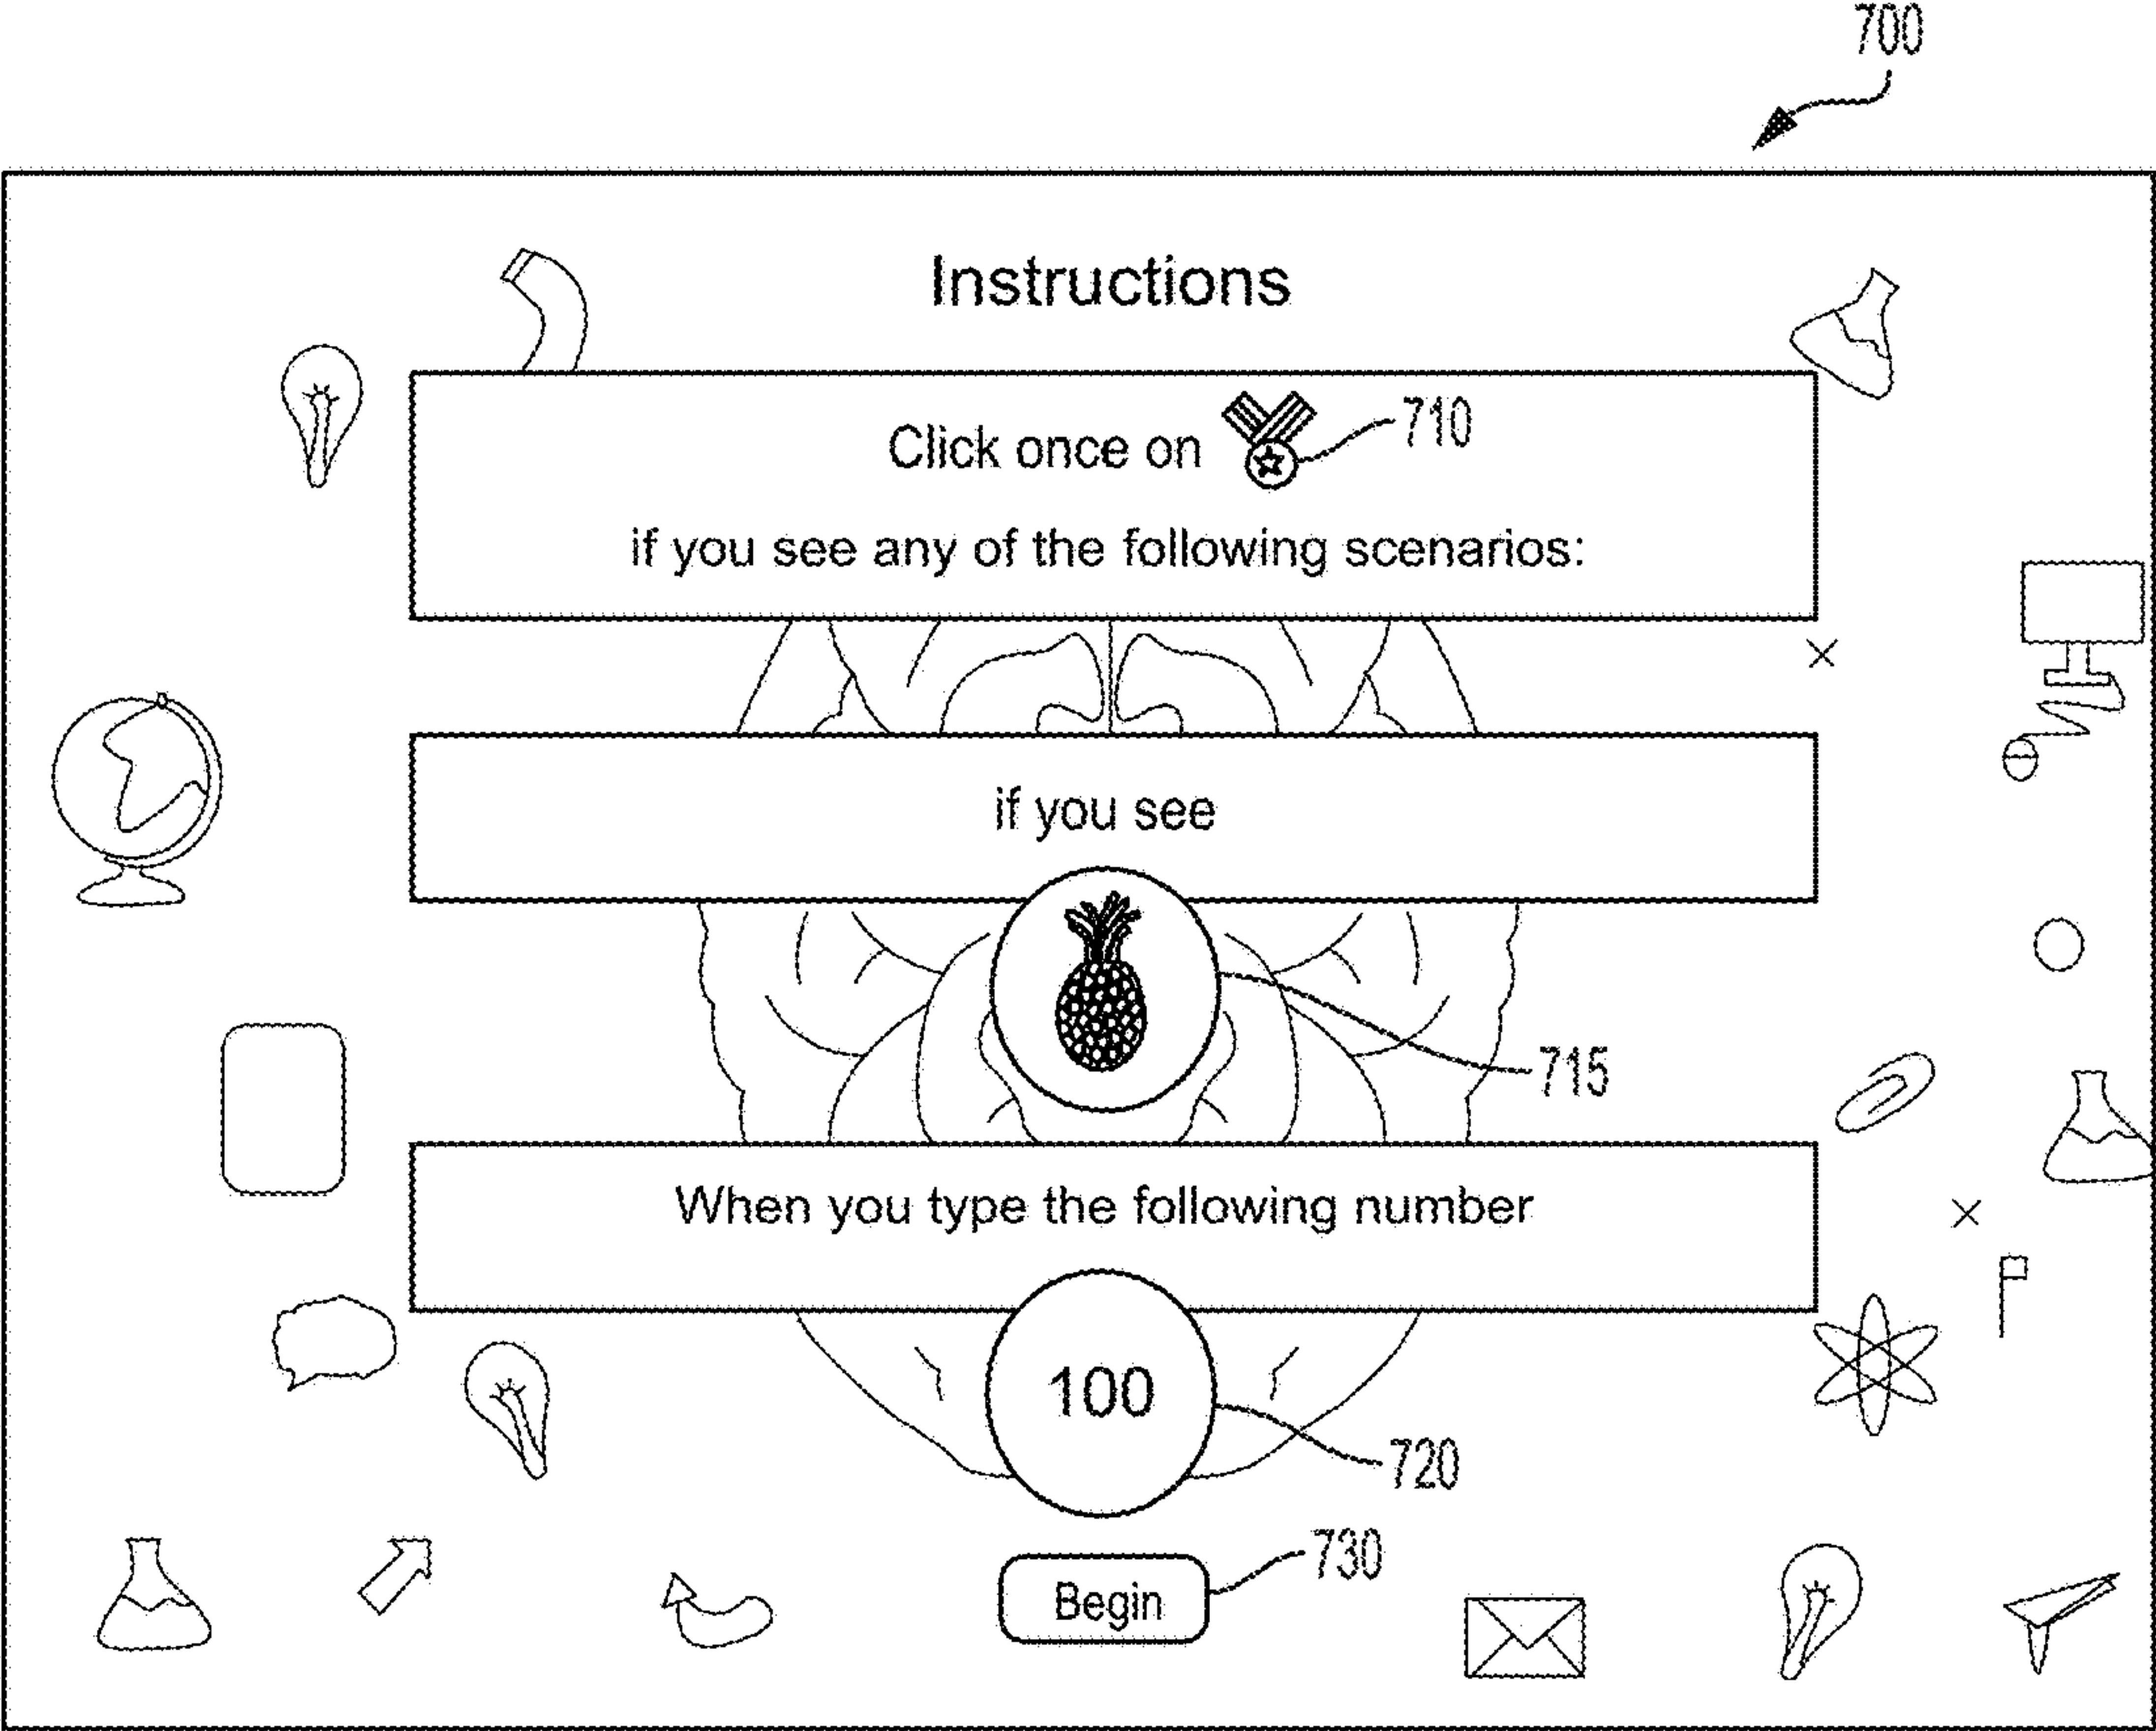 700
Instructions
Click once on 710
if you see any of the following scenarios:
if you see
715
When you type the following number
100
720
730
Begin